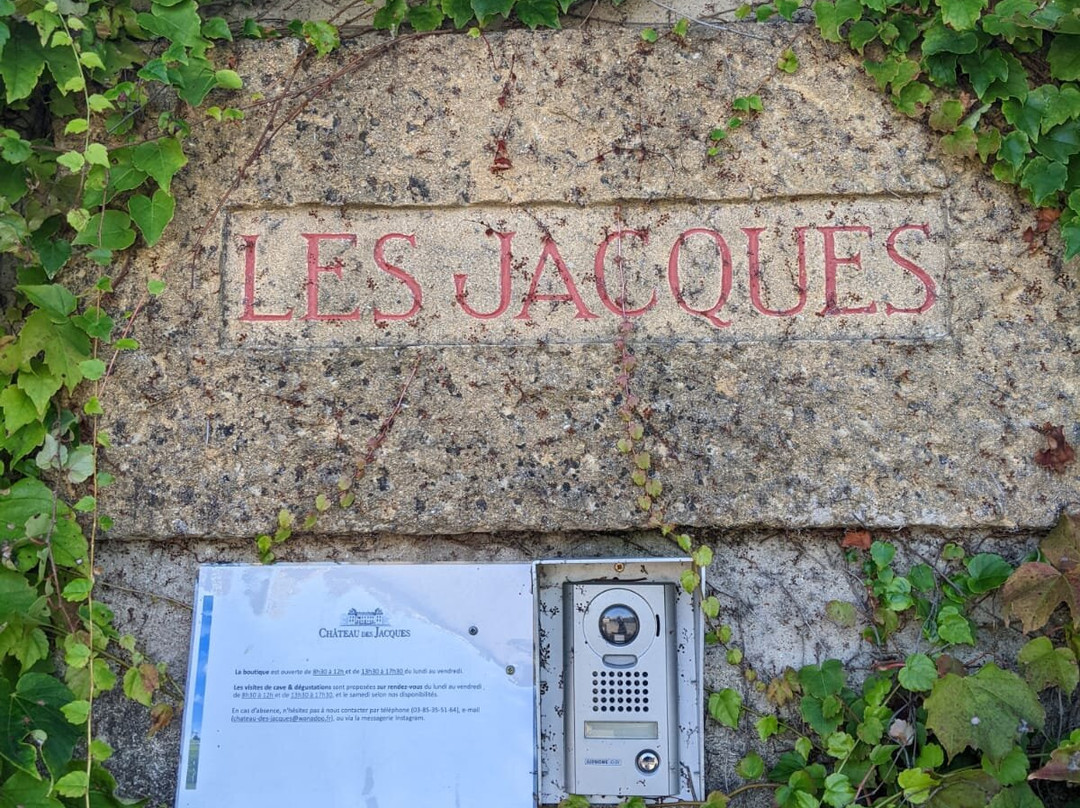 LES JACQUES
CHÂTEAU DES JACQUES
La boutique est ouverte de 8h30 à 12h et de 13h30 à 17h30 du lundi au vendredi.
Les visites de cave & dégustations sont proposées sur rendez-vous du lundi au vendredi
de 8h30 à 12h et de 13h30 à 17h30, et le samedi selon nos disponibilités.
En cas d'absence, n'hésitez pas à nous contacter par téléphone (03-85-35-51-64), e-mail
(chateau-des-jacques@wanadoo.fr), ou via la messagerie Instagram.
AIPHONE